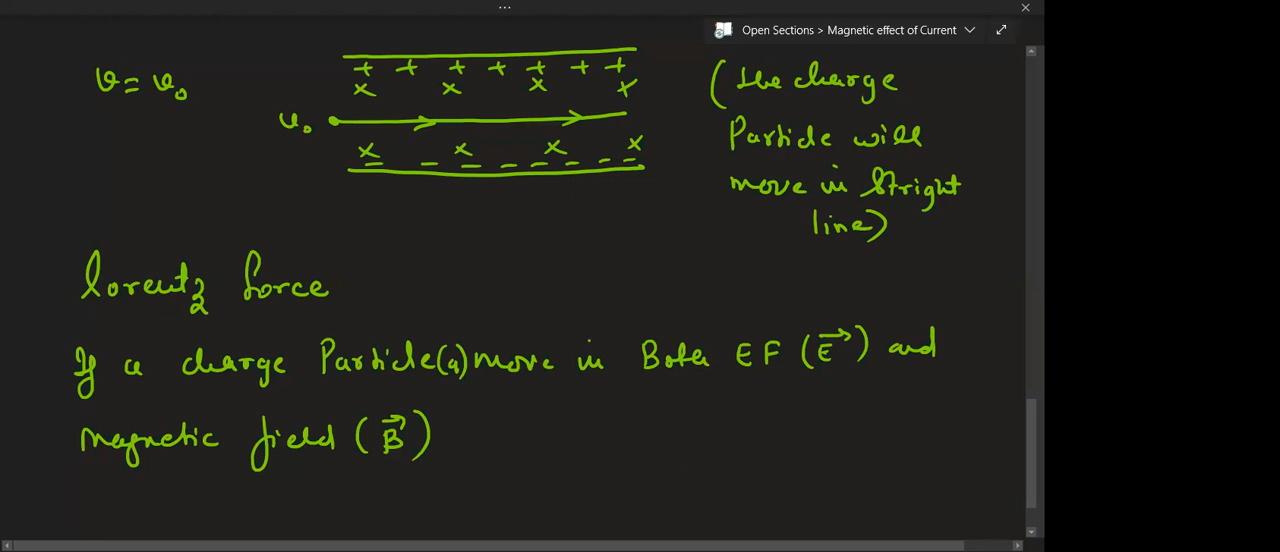 Open Sections > Magnetic effect of Current
v = v₀
+ + + + + + +
x x x x
v₀
x x x x
- - - - - - - -
(the charge
Particle will
move in Stright
line)
lorentz force
If a charge Particle(q) move in Both EF (E⃗) and
magnetic field (B⃗)